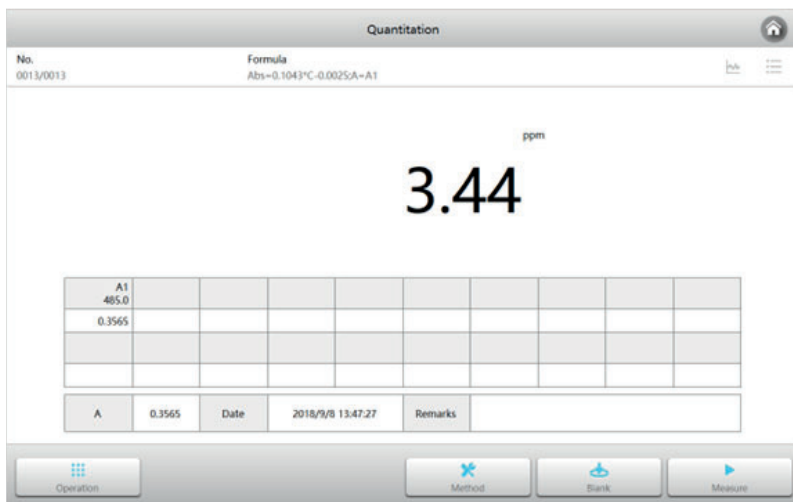 Quantitation
No.
0013/0013
Formula
Abs=0.1043*C-0.0025;A=A1
ppm
3.44
A1
485.0
0.3565
A 0.3565 Date 2018/9/8 13:47:27 Remarks
Operation Method Blank Measure